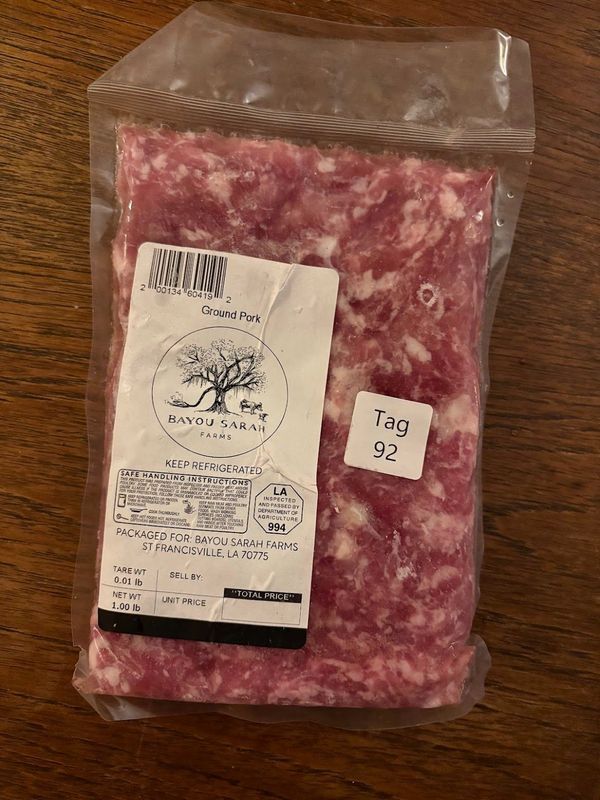 2 00134 60419 2
Ground Pork
BAYOU SARAH
FARMS
KEEP REFRIGERATED
SAFE HANDLING INSTRUCTIONS
COOK THOROUGHLY.
LA
INSPECTED
AND PASSED BY
DEPARTMENT OF
AGRICULTURE
994
PACKAGED FOR: BAYOU SARAH FARMS
ST FRANCISVILLE, LA 70775
TARE WT
0.01 lb
SELL BY:
NET WT
1.00 lb
UNIT PRICE
"TOTAL PRICE"
Tag
92